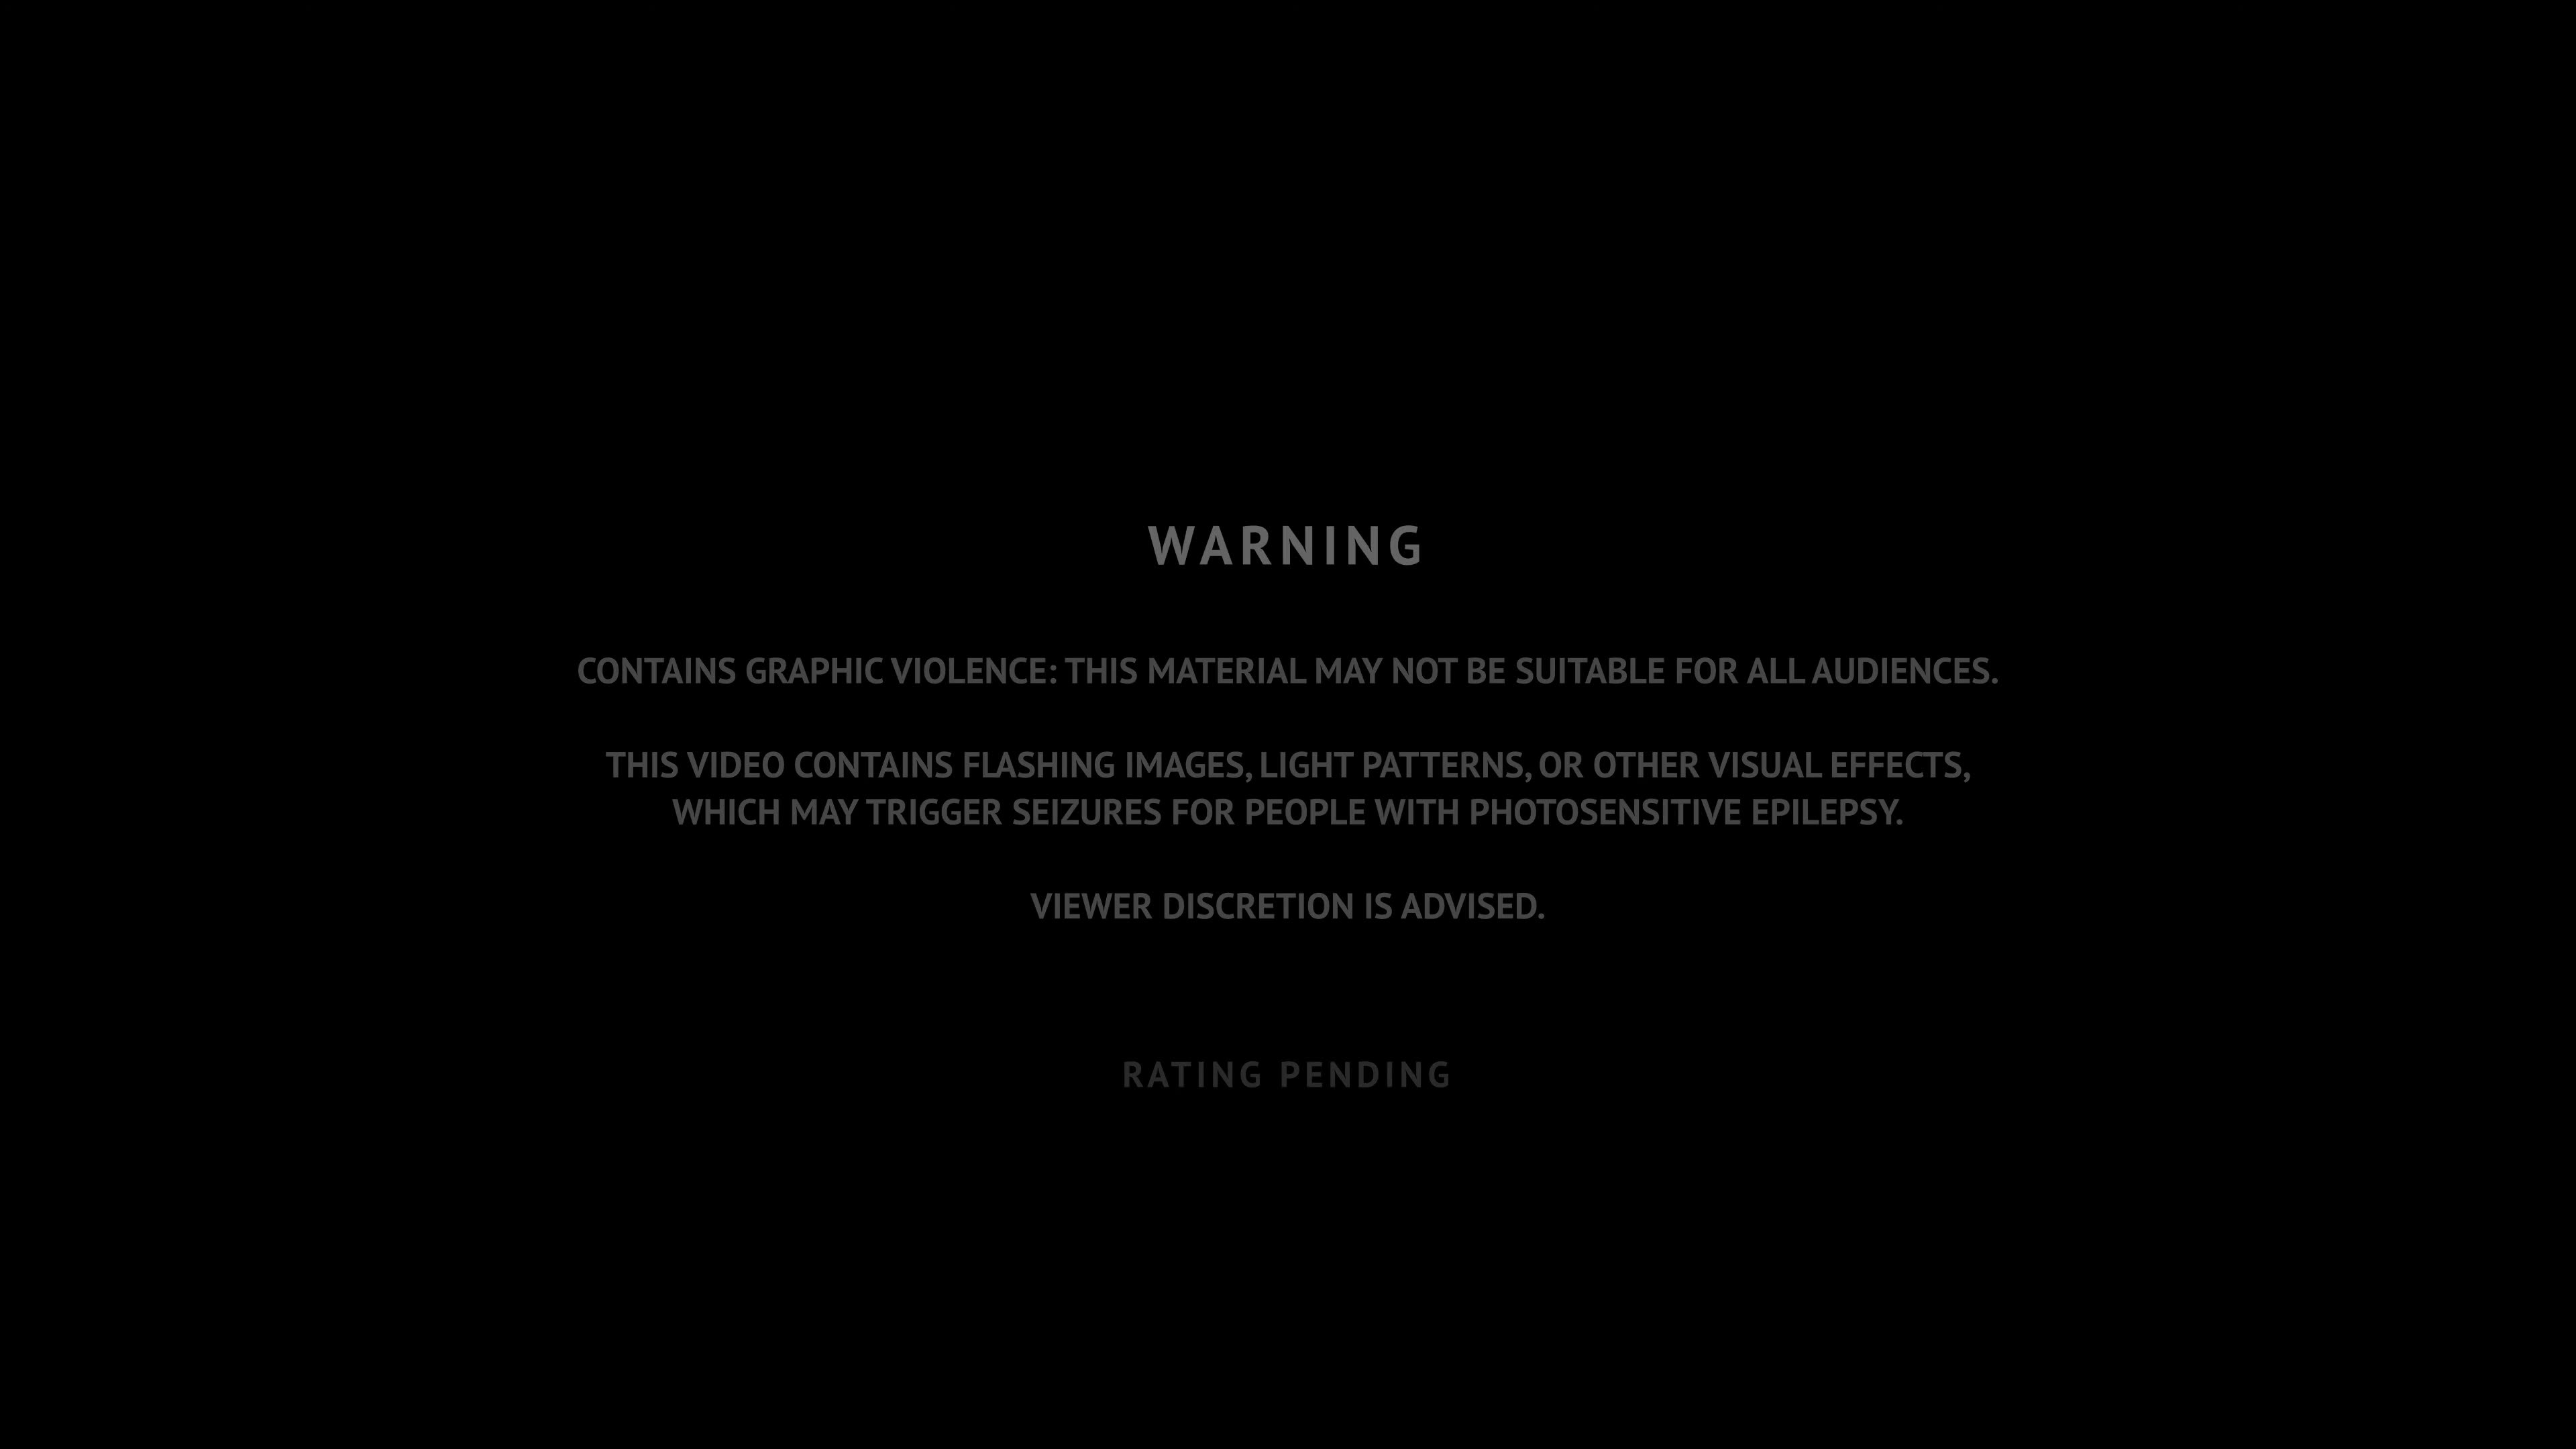 WARNING
CONTAINS GRAPHIC VIOLENCE: THIS MATERIAL MAY NOT BE SUITABLE FOR ALL AUDIENCES.
THIS VIDEO CONTAINS FLASHING IMAGES, LIGHT PATTERNS, OR OTHER VISUAL EFFECTS,
WHICH MAY TRIGGER SEIZURES FOR PEOPLE WITH PHOTOSENSITIVE EPILEPSY.
VIEWER DISCRETION IS ADVISED.
RATING PENDING